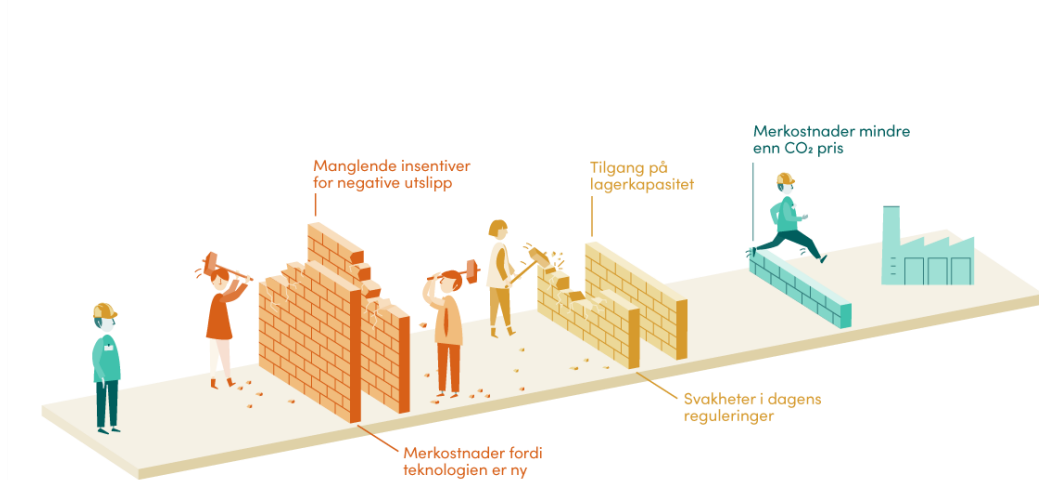 Merkostnader mindre
enn CO₂ pris
Manglende insentiver
for negative utslipp
Tilgang på
lagerkapasitet
Svakheter i dagens
reguleringer
Merkostnader fordi
teknologien er ny